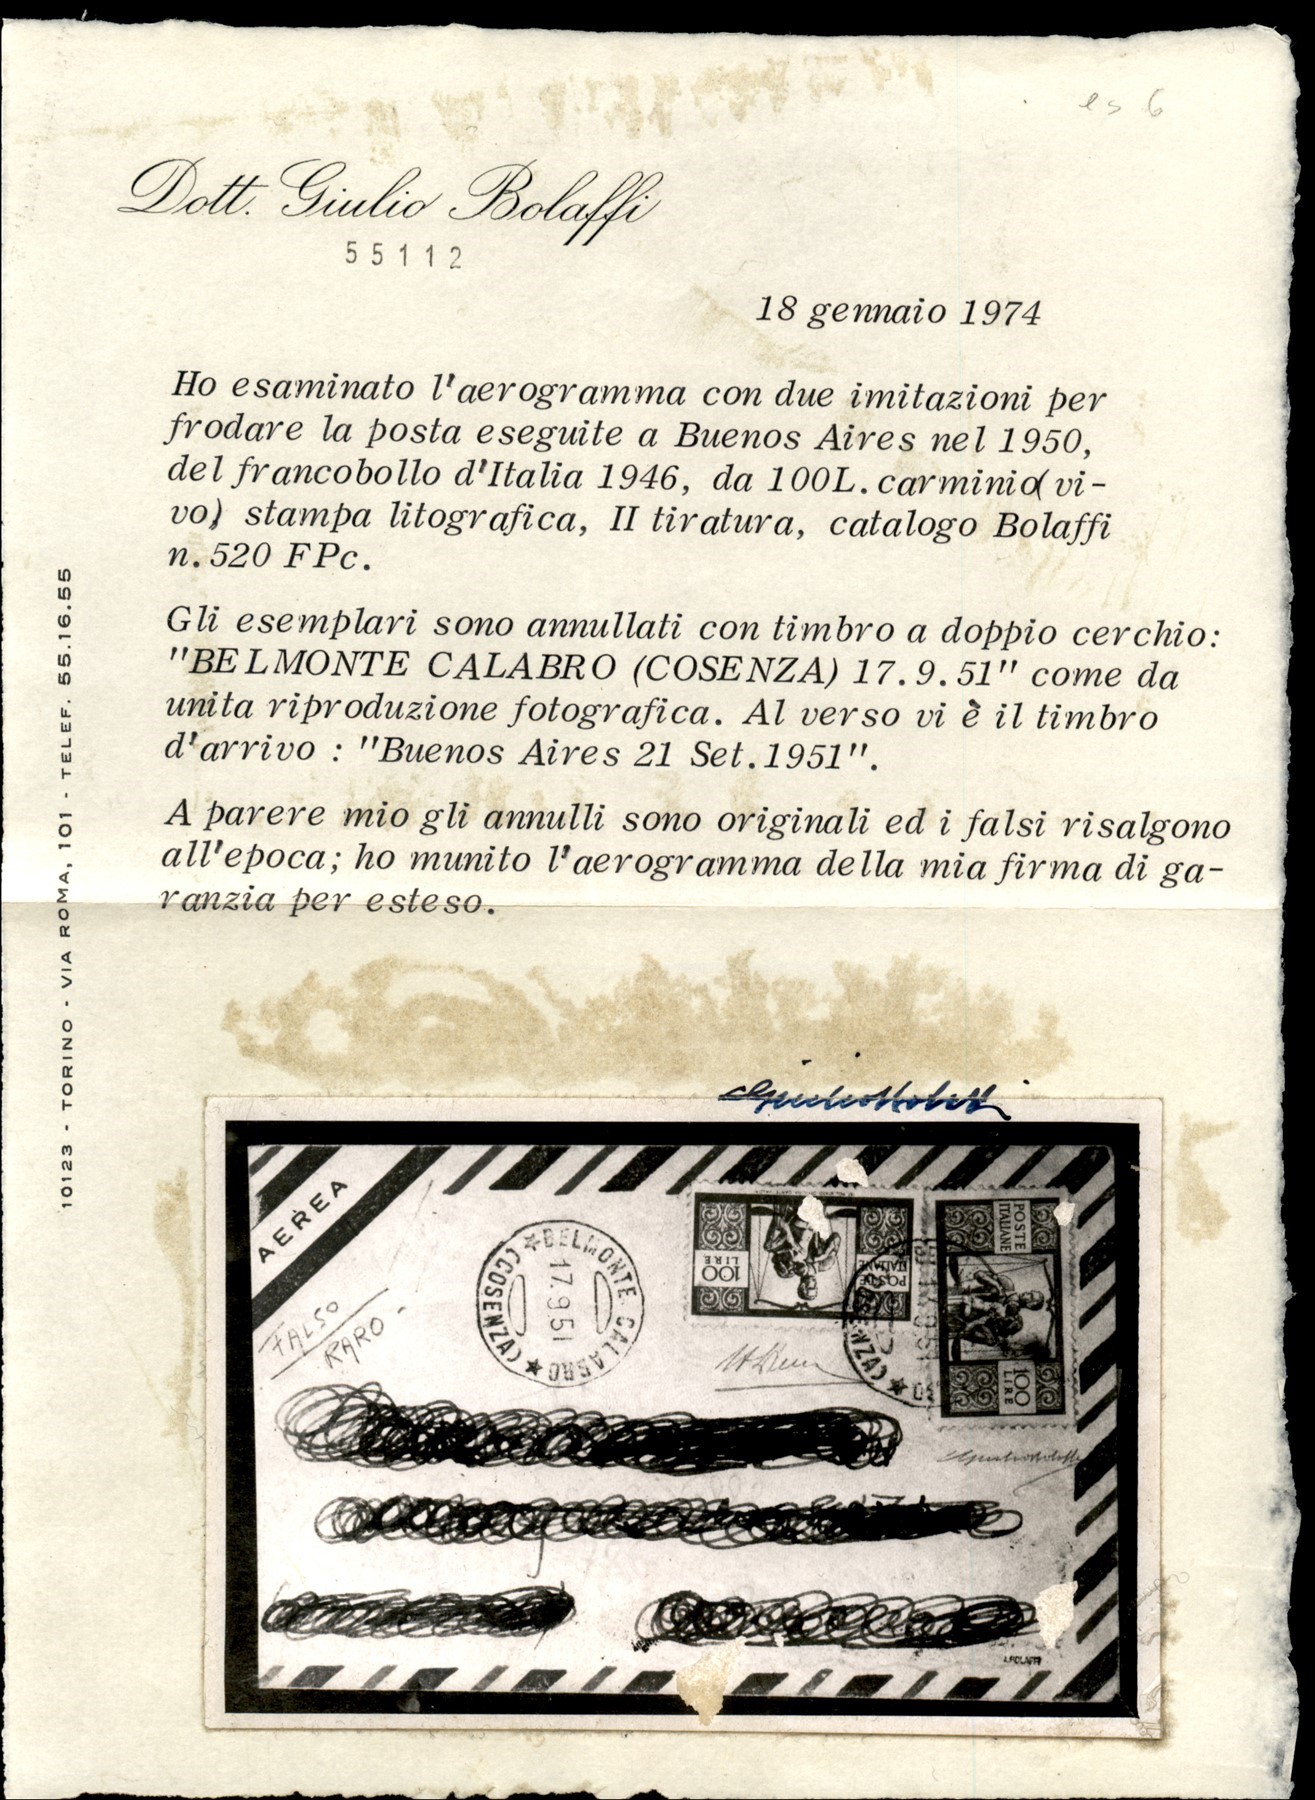 es 6
Dott. Giulio Bolaffi
55112
18 gennaio 1974
Ho esaminato l'aerogramma con due imitazioni per
frodare la posta eseguite a Buenos Aires nel 1950,
del francobollo d'Italia 1946, da 100L. carminio(vi-
vo) stampa litografica, II tiratura, catalogo Bolaffi
n. 520 FPc.
Gli esemplari sono annullati con timbro a doppio cerchio:
"BELMONTE CALABRO (COSENZA) 17.9.51" come da
unita riproduzione fotografica. Al verso vi è il timbro
d'arrivo : "Buenos Aires 21 Set. 1951".
A parere mio gli annulli sono originali ed i falsi risalgono
all'epoca; ho munito l'aerogramma della mia firma di ga-
ranzia per esteso.
10123 - TORINO - VIA ROMA, 101 - TELEF. 55.16.55
Giulio Bolaffi
AEREA
FALSO
RARO
BELMONTE CALABRO
(COSENZA)
17.9.51
POSTE
ITALIANE
100
LIRE
POSTE
ITALIANE
100
LIRE
Giulio Bolaffi
A.BOLAFFI